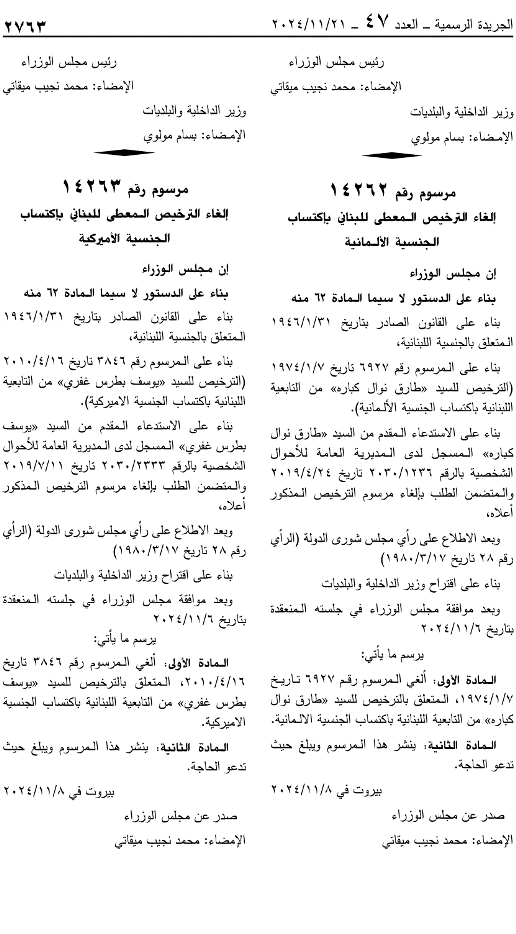 الجريدة الرسمية ــ العدد ٤٧ ــ ٢٠٢٤/١١/٢١
٢٧٦٣
رئيس مجلس الوزراء
الإمضاء: محمد نجيب ميقاتي
وزير الداخلية والبلديات
الإمضاء: بسام مولوي
مرسوم رقم ١٤٢٦٢
إلغاء الترخيص المعطى للبناني بإكتساب
الجنسية الألمانية
إن مجلس الوزراء
بناء على الدستور لا سيما المادة ٦٢ منه
بناء على القانون الصادر بتاريخ ١٩٤٦/١/٣١
المتعلق بالجنسية اللبنانية،
بناء على المرسوم رقم ٦٩٢٧ تاريخ ١٩٧٤/١/٧
(الترخيص للسيد «طارق نوال كباره» من التابعية
اللبنانية باكتساب الجنسية الألمانية).
بناء على الاستدعاء المقدم من السيد «طارق نوال
كباره» المسجل لدى المديرية العامة للأحوال
الشخصية بالرقم ٢٠٣٠/١٢٣٦ تاريخ ٢٠١٩/٤/٢٤
والمتضمن الطلب بإلغاء مرسوم الترخيص المذكور
أعلاه،
وبعد الاطلاع على رأي مجلس شورى الدولة (الرأي
رقم ٢٨ تاريخ ١٩٨٠/٣/١٧)
بناء على اقتراح وزير الداخلية والبلديات
وبعد موافقة مجلس الوزراء في جلسته المنعقدة
بتاريخ ٢٠٢٤/١١/٦
يرسم ما يأتي:
المادة الأولى: ألغي المرسوم رقم ٦٩٢٧ تاريخ
١٩٧٤/١/٧، المتعلق بالترخيص للسيد «طارق نوال
كباره» من التابعية اللبنانية باكتساب الجنسية الالمانية.
المادة الثانية: ينشر هذا المرسوم ويبلغ حيث
تدعو الحاجة.
بيروت في ٢٠٢٤/١١/٨
صدر عن مجلس الوزراء
الإمضاء: محمد نجيب ميقاتي
رئيس مجلس الوزراء
الإمضاء: محمد نجيب ميقاتي
وزير الداخلية والبلديات
الإمضاء: بسام مولوي
مرسوم رقم ١٤٢٦٣
إلغاء الترخيص المعطى للبناني بإكتساب
الجنسية الأميركية
إن مجلس الوزراء
بناء على الدستور لا سيما المادة ٦٢ منه
بناء على القانون الصادر بتاريخ ١٩٤٦/١/٣١
المتعلق بالجنسية اللبنانية،
بناء على المرسوم رقم ٣٨٤٦ تاريخ ٢٠١٠/٤/١٦
(الترخيص للسيد «يوسف بطرس غفري» من التابعية
اللبنانية باكتساب الجنسية الاميركية).
بناء على الاستدعاء المقدم من السيد «يوسف
بطرس غفري» المسجل لدى المديرية العامة للأحوال
الشخصية بالرقم ٢٠٣٠/٢٣٣٣ تاريخ ٢٠١٩/٧/١١
والمتضمن الطلب بإلغاء مرسوم الترخيص المذكور
أعلاه،
وبعد الاطلاع على رأي مجلس شورى الدولة (الرأي
رقم ٢٨ تاريخ ١٩٨٠/٣/١٧)
بناء على اقتراح وزير الداخلية والبلديات
وبعد موافقة مجلس الوزراء في جلسته المنعقدة
بتاريخ ٢٠٢٤/١١/٦
يرسم ما يأتي:
المادة الأولى: ألغي المرسوم رقم ٣٨٤٦ تاريخ
٢٠١٠/٤/١٦، المتعلق بالترخيص للسيد «يوسف
بطرس غفري» من التابعية اللبنانية باكتساب الجنسية
الاميركية.
المادة الثانية: ينشر هذا المرسوم ويبلغ حيث
تدعو الحاجة.
بيروت في ٢٠٢٤/١١/٨
صدر عن مجلس الوزراء
الإمضاء: محمد نجيب ميقاتي